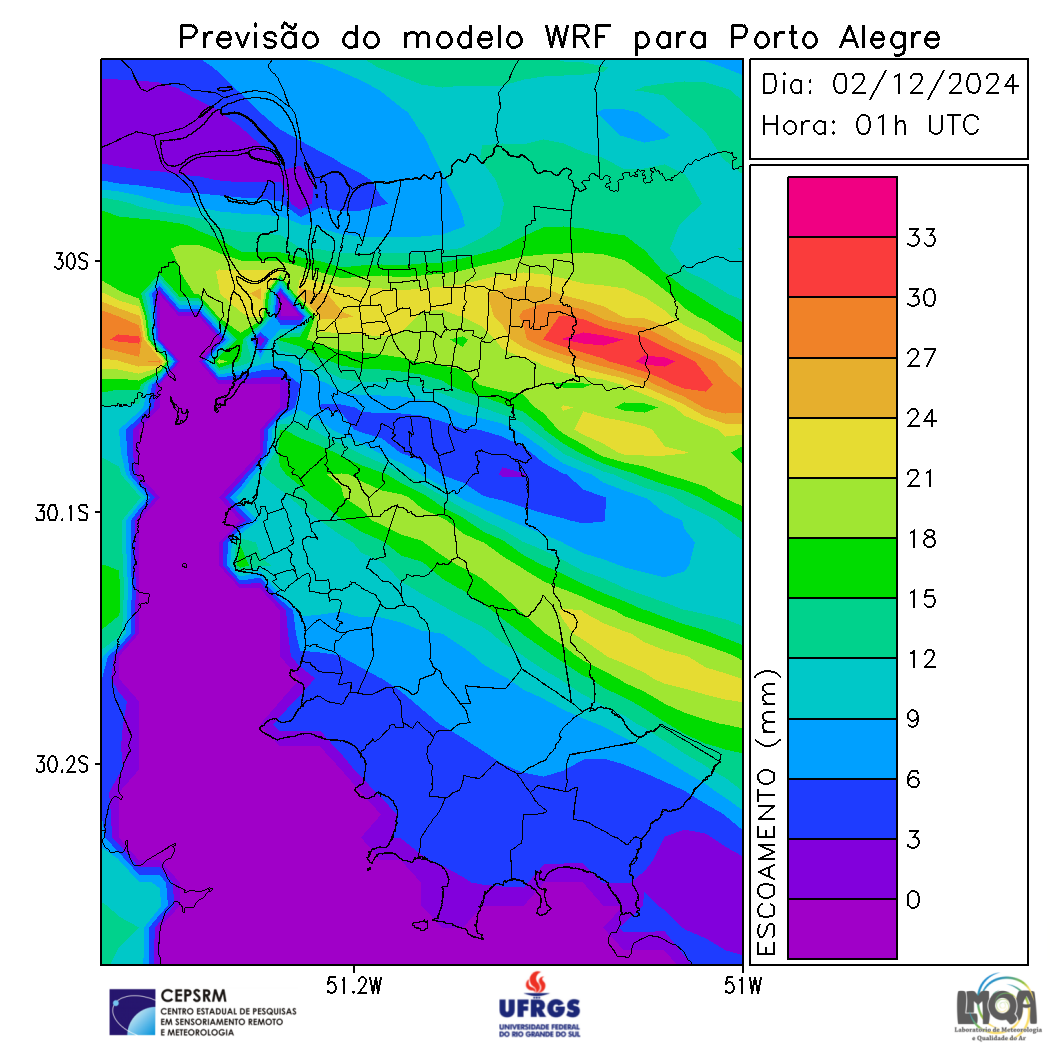 Previsão do modelo WRF para Porto Alegre
Dia: 02/12/2024
Hora: 01h UTC
33
30
27
24
21
18
15
12
9
6
3
0
ESCOAMENTO (mm)
30S
30.1S
30.2S
51.2W
51W
CEPSRM
CENTRO ESTADUAL DE PESQUISAS
EM SENSORIAMENTO REMOTO
E METEOROLOGIA
UFRGS
UNIVERSIDADE FEDERAL
DO RIO GRANDE DO SUL
LMQA
Laboratório de Meteorologia
e Qualidade do Ar